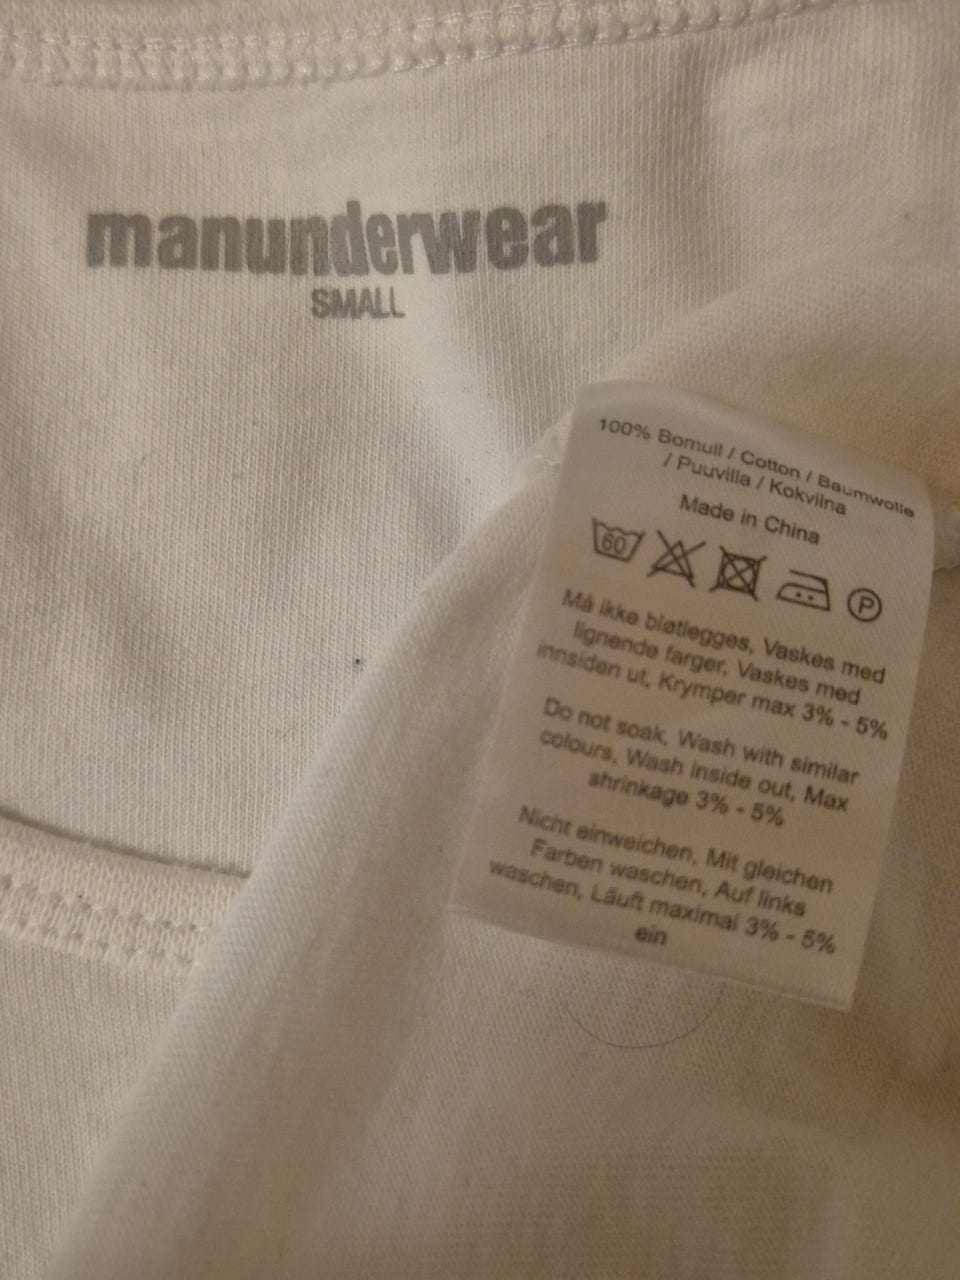 manunderwear
SMALL
100% Bomull / Cotton / Baumwolle
/ Puuvilla / Kokvilna
Made in China
60 P
Må ikke bløtlegges, Vaskes med
lignende farger, Vaskes med
innsiden ut, Krymper max 3% - 5%
Do not soak, Wash with similar
colours, Wash inside out, Max
shrinkage 3% - 5%
Nicht einweichen, Mit gleichen
Farben waschen, Auf links
waschen, Läuft maximal 3% - 5%
ein